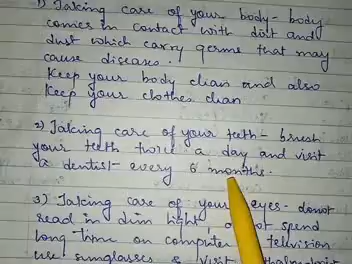 1) Taking care of your body - body
comes in contact with dirt and
dust which carry germs that may
cause diseases.
Keep your body clean and also
Keep your clothes clean
2) Taking care of your teeth - brush
your teeth twice a day and visit
a dentist every 6 months.
3) Taking care of your eyes - donot
read in dim light, spend
long time on computer television
use sunglasses & visit